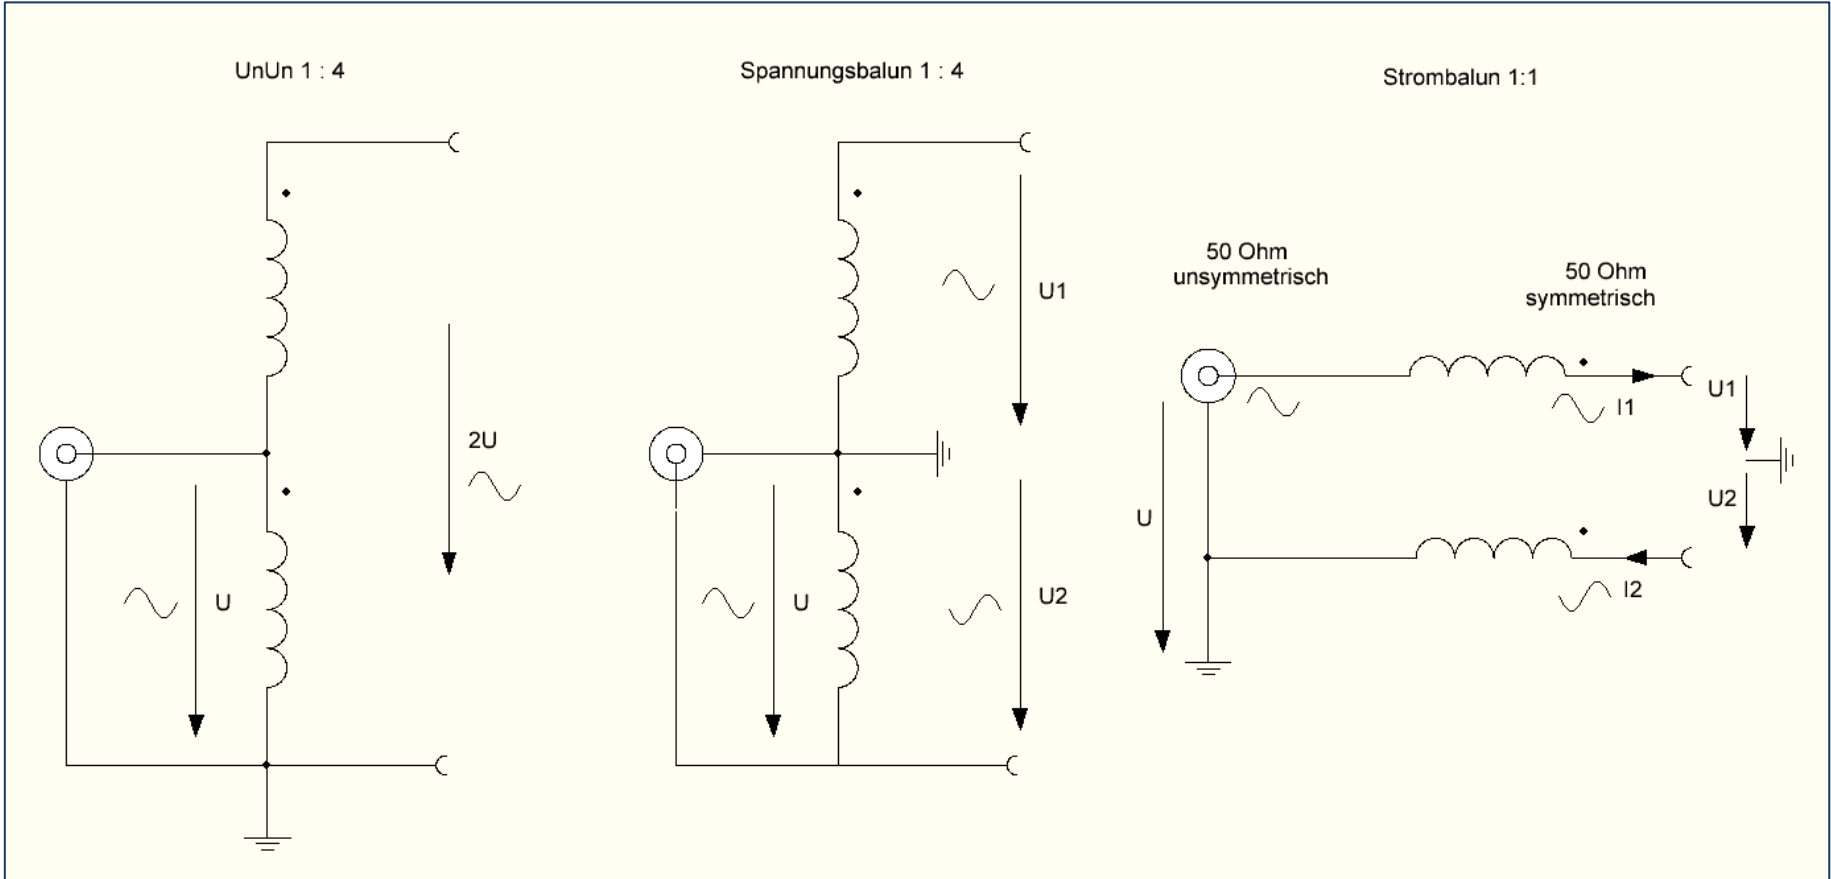 UnUn 1 : 4
2U
U
Spannungsbalun 1 : 4
U1
U
U2
Strombalun 1:1
50 Ohm
unsymmetrisch
50 Ohm
symmetrisch
U1
I1
U2
U
I2